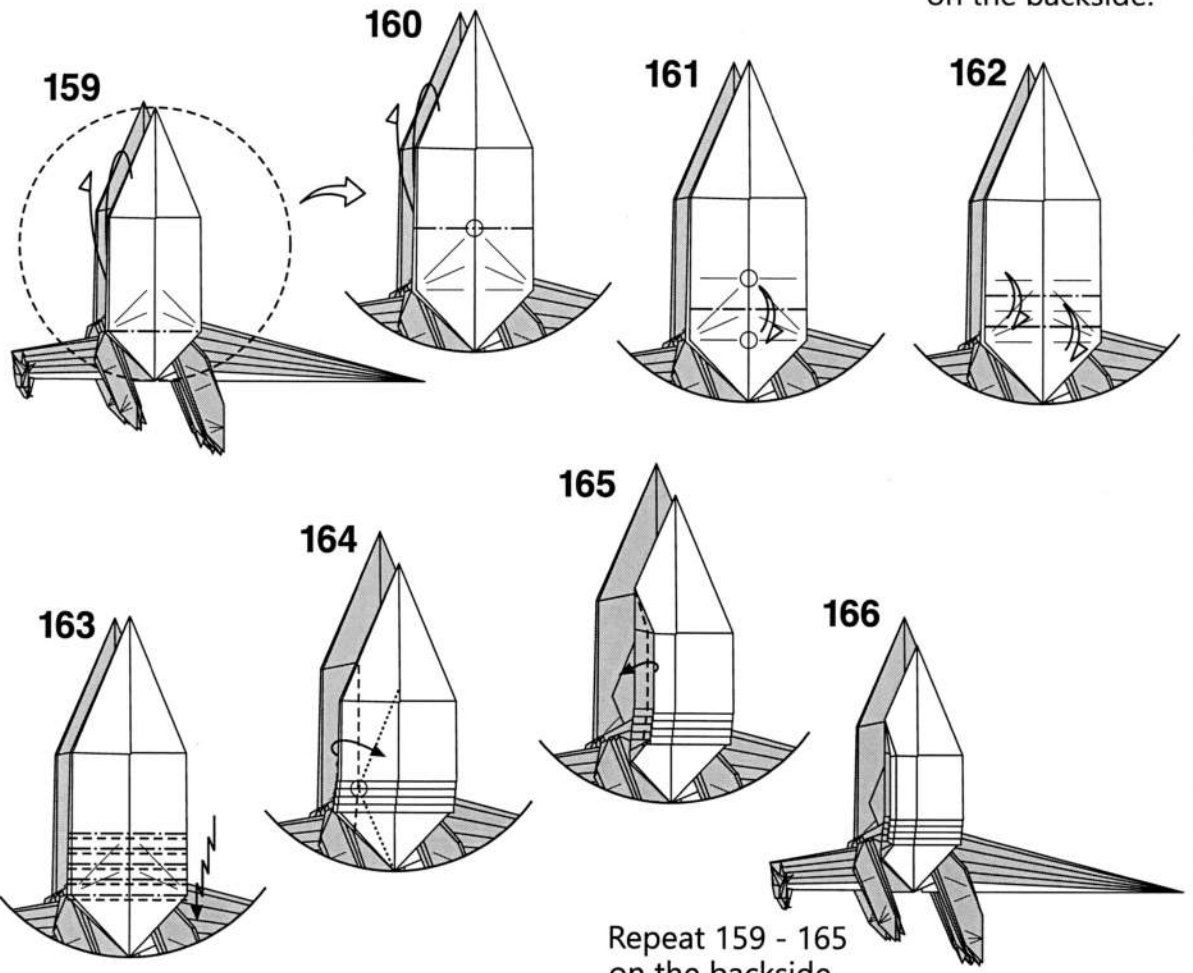 on the backside.
159
160
161
162
163
164
165
166
Repeat 159 - 165
on the backside.